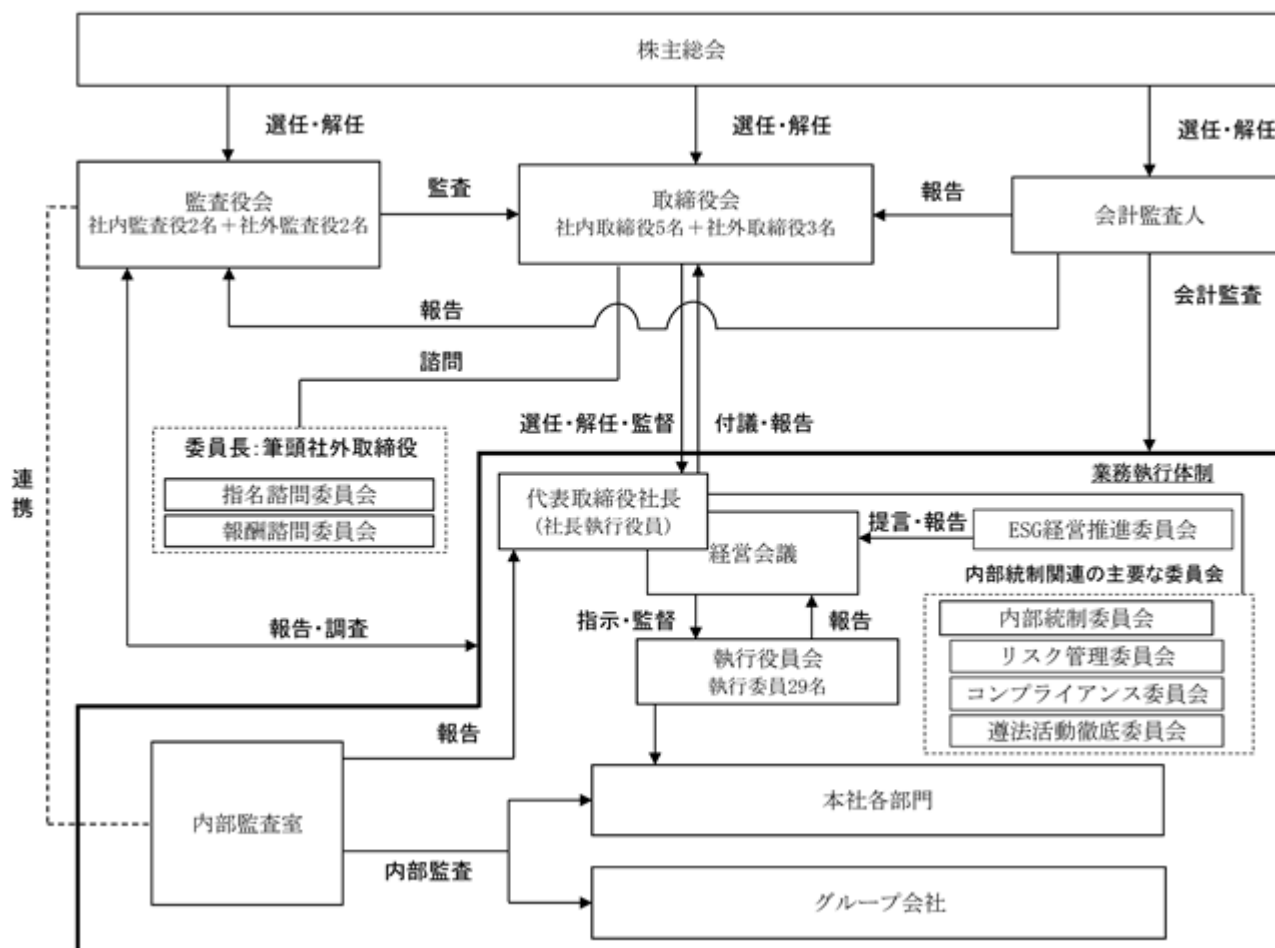 株主総会
選任・解任
選任・解任
選任・解任
監査役会
社内監査役2名＋社外監査役2名
監査
取締役会
社内取締役5名＋社外取締役3名
報告
会計監査人
報告
会計監査
諮問
選任・解任・監督
付議・報告
連携
委員長:筆頭社外取締役
指名諮問委員会
報酬諮問委員会
業務執行体制
代表取締役社長
(社長執行役員)
経営会議
提言・報告
ESG経営推進委員会
内部統制関連の主要な委員会
内部統制委員会
リスク管理委員会
コンプライアンス委員会
遵法活動徹底委員会
報告・調査
指示・監督
報告
執行役員会
執行委員29名
報告
内部監査室
内部監査
本社各部門
グループ会社